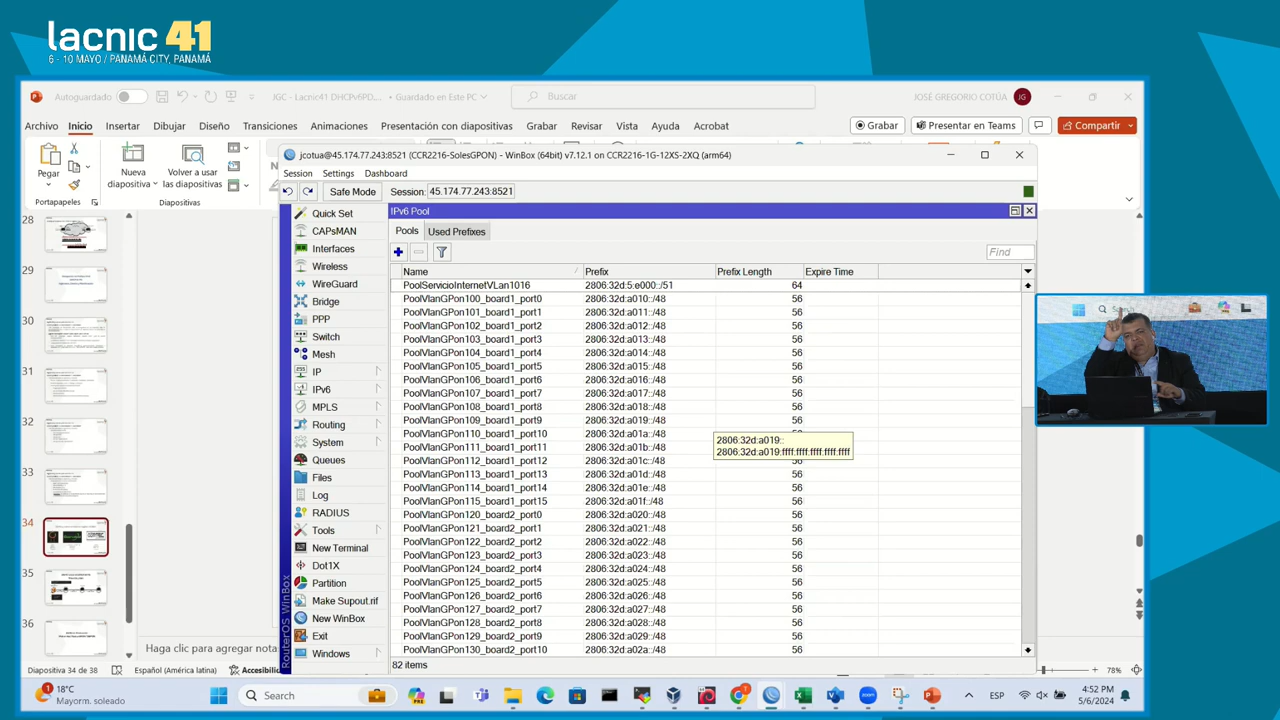 lacnic 41
6 - 10 MAYO / PANAMÁ CITY, PANAMÁ
Autoguardado
JGC - Lacnic41 DHCPv6PD,... • Guardado en Este PC
Buscar
JOSÉ GREGORIO COTÚA JG
Archivo Inicio Insertar Dibujar Diseño Transiciones Animaciones Presentación con diapositivas Grabar Revisar Vista Ayuda Acrobat
Grabar Presentar en Teams Compartir
Pegar
Nueva diapositiva
Volver a usar las diapositivas
Portapapeles
Diapositivas
jcotua@45.174.77.243:8521 (CCR2216-SolesGPON) - WinBox (64bit) v7.12.1 on CCR2216-1G-12XS-2XQ (arm64)
Session Settings Dashboard
Safe Mode Session: 45.174.77.243:8521
Quick Set
CAPsMAN
Interfaces
Wireless
WireGuard
Bridge
PPP
Switch
Mesh
IP
IPv6
MPLS
Routing
System
Queues
Files
Log
RADIUS
Tools
New Terminal
Dot1X
Partition
Make Supout.rif
New WinBox
Exit
Windows
RouterOS WinBox
IPv6 Pool
Pools Used Prefixes
Find
Name Prefix Prefix Length Expire Time
PoolServicioInternetVLan1016 2806:32d:5:e000::/51 64
PoolVlanGPon100_board1_port0 2806:32d:a010::/48 56
PoolVlanGPon101_board1_port1 2806:32d:a011::/48 56
PoolVlanGPon102_board1_port2 2806:32d:a012::/48 56
PoolVlanGPon103_board1_port3 2806:32d:a013::/48 56
PoolVlanGPon104_board1_port4 2806:32d:a014::/48 56
PoolVlanGPon105_board1_port5 2806:32d:a015::/48 56
PoolVlanGPon106_board1_port6 2806:32d:a016::/48 56
PoolVlanGPon107_board1_port7 2806:32d:a017::/48 56
PoolVlanGPon108_board1_port8 2806:32d:a018::/48 56
PoolVlanGPon109_board1_port9 2806:32d:a019::/48 56
PoolVlanGPon110_board1_port10 2806:32d:a01a::/48
PoolVlanGPon111_board1_port11 2806:32d:a01b::/48
PoolVlanGPon112_board1_port12 2806:32d:a01c::/48 56
PoolVlanGPon113_board1_port13 2806:32d:a01d::/48 56
PoolVlanGPon114_board1_port14 2806:32d:a01e::/48 56
PoolVlanGPon115_board1_port15 2806:32d:a01f::/48 56
PoolVlanGPon120_board2_port0 2806:32d:a020::/48 56
PoolVlanGPon121_board2_port1 2806:32d:a021::/48 56
PoolVlanGPon122_board2_port2 2806:32d:a022::/48 56
PoolVlanGPon123_board2_port3 2806:32d:a023::/48 56
PoolVlanGPon124_board2_port4 2806:32d:a024::/48 56
PoolVlanGPon125_board2_port5 2806:32d:a025::/48 56
PoolVlanGPon126_board2_port6 2806:32d:a026::/48 56
PoolVlanGPon127_board2_port7 2806:32d:a027::/48 56
PoolVlanGPon128_board2_port8 2806:32d:a028::/48 56
PoolVlanGPon129_board2_port9 2806:32d:a029::/48 56
PoolVlanGPon130_board2_port10 2806:32d:a02a::/48 56
2806:32d:a019::
2806:32d:a019:ffff:ffff:ffff:ffff:ffff
82 items
28
29
30
31
32
33
34
35
36
Haga clic para agregar nota
Diapositiva 34 de 38 Español (América latina) Accesibili
78%
18°C
Mayorm. soleado
Search
PRE
ESP
4:52 PM
5/6/2024